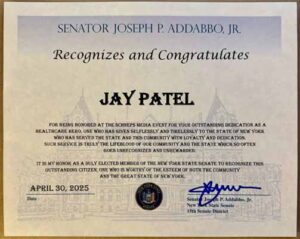 SENATOR JOSEPH P. ADDABBO, JR.
Recognizes and Congratulates
JAY PATEL
FOR BEING HONORED AT THE SCHNEPS MEDIA EVENT FOR YOUR OUTSTANDING DEDICATION AS A
HEALTHCARE HERO, ONE WHO HAS GIVEN SELFLESSLY AND TIRELESSLY TO THE STATE OF NEW YORK
WHO HAS SERVED THE STATE AND THIS COMMUNITY WITH LOYALTY AND DEDICATION.
SUCH SERVICE IS TRULY THE LIFEBLOOD OF OUR COMMUNITY AND THE STATE WHICH SO OFTEN
GOES UNRECOGNIZED AND UNREWARDED.
IT IS MY HONOR AS A DULY ELECTED MEMBER OF THE NEW YORK STATE SENATE TO RECOGNIZE THIS
OUTSTANDING CITIZEN, ONE WHO IS WORTHY OF THE ESTEEM OF BOTH THE COMMUNITY
AND THE GREAT STATE OF NEW YORK.
APRIL 30, 2025
Date
Senator Joseph P. Addabbo, Jr.
New York State Senate
15th Senate District